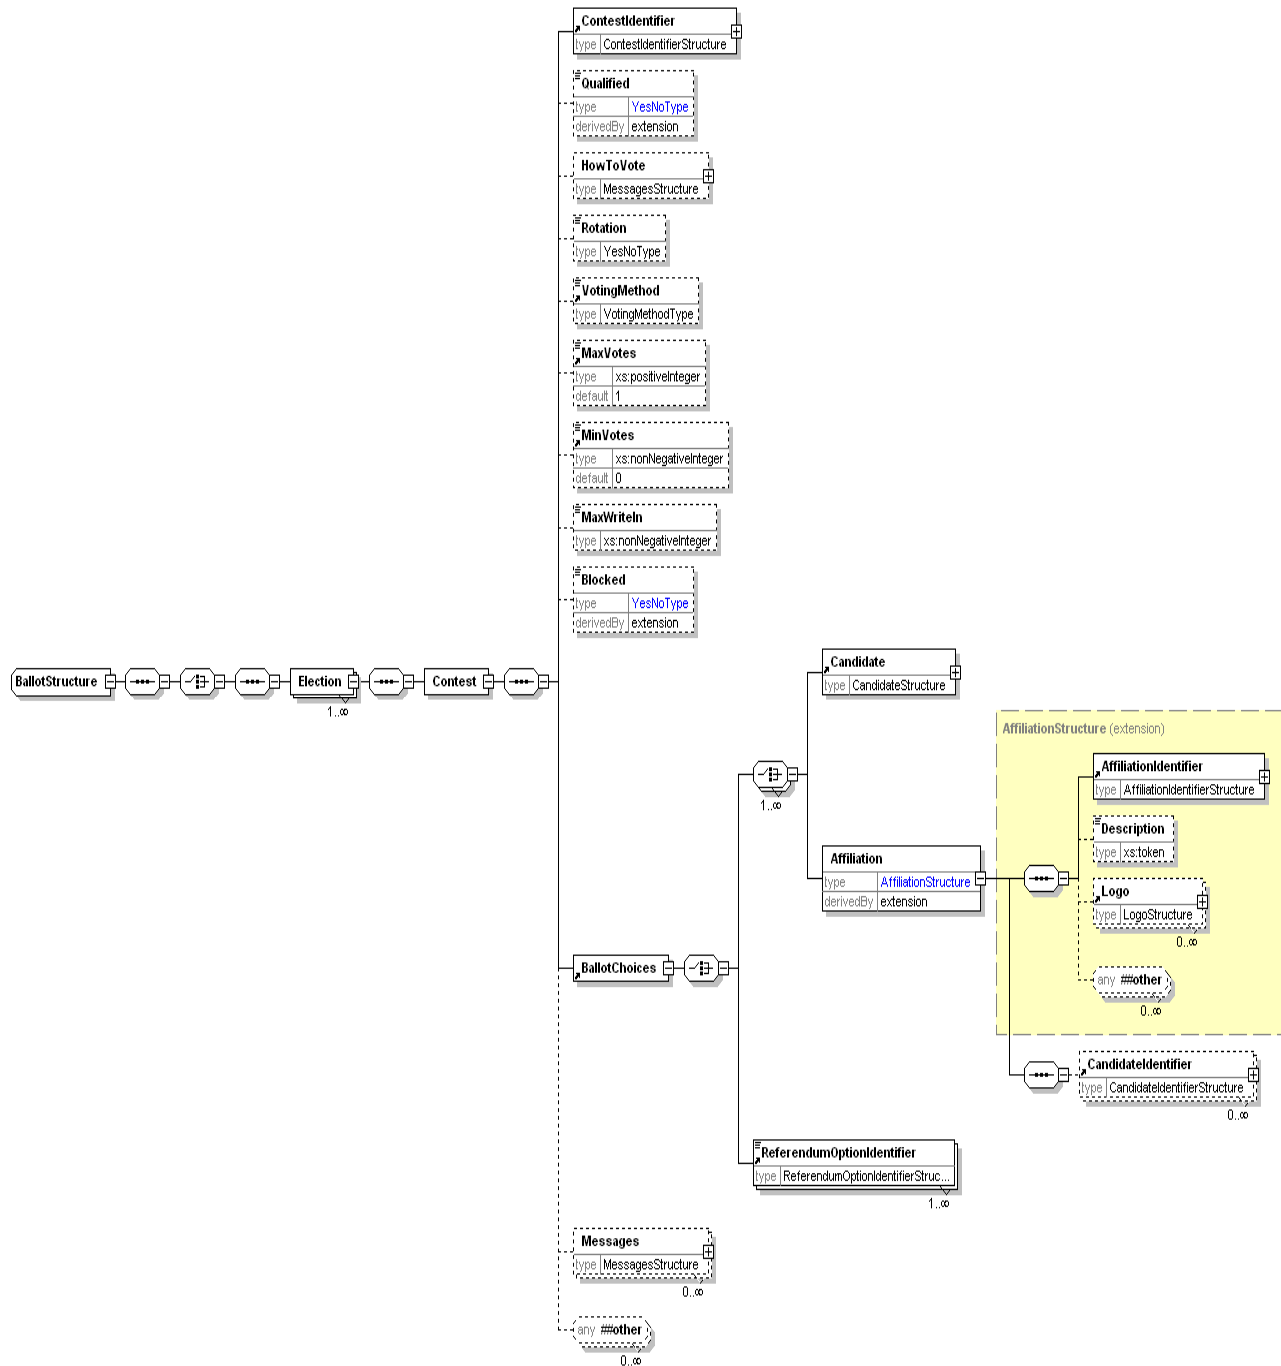 ContestIdentifier
type ContestIdentifierStructure
Qualified
type YesNoType
derivedBy extension
HowToVote
type MessagesStructure
Rotation
type YesNoType
VotingMethod
type VotingMethodType
MaxVotes
type xs:positiveInteger
default 1
MinVotes
type xs:nonNegativeInteger
default 0
MaxWriteIn
type xs:nonNegativeInteger
Blocked
type YesNoType
derivedBy extension
BallotStructure
Election
1..∞
Contest
Candidate
type CandidateStructure
1..∞
AffiliationStructure (extension)
AffiliationIdentifier
type AffiliationIdentifierStructure
Description
type xs:token
Affiliation
type AffiliationStructure
derivedBy extension
Logo
type LogoStructure
0..∞
any ##other
0..∞
BallotChoices
CandidateIdentifier
type CandidateIdentifierStructure
0..∞
ReferendumOptionIdentifier
type ReferendumOptionIdentifierStruc...
1..∞
Messages
type MessagesStructure
0..∞
any ##other
0..∞